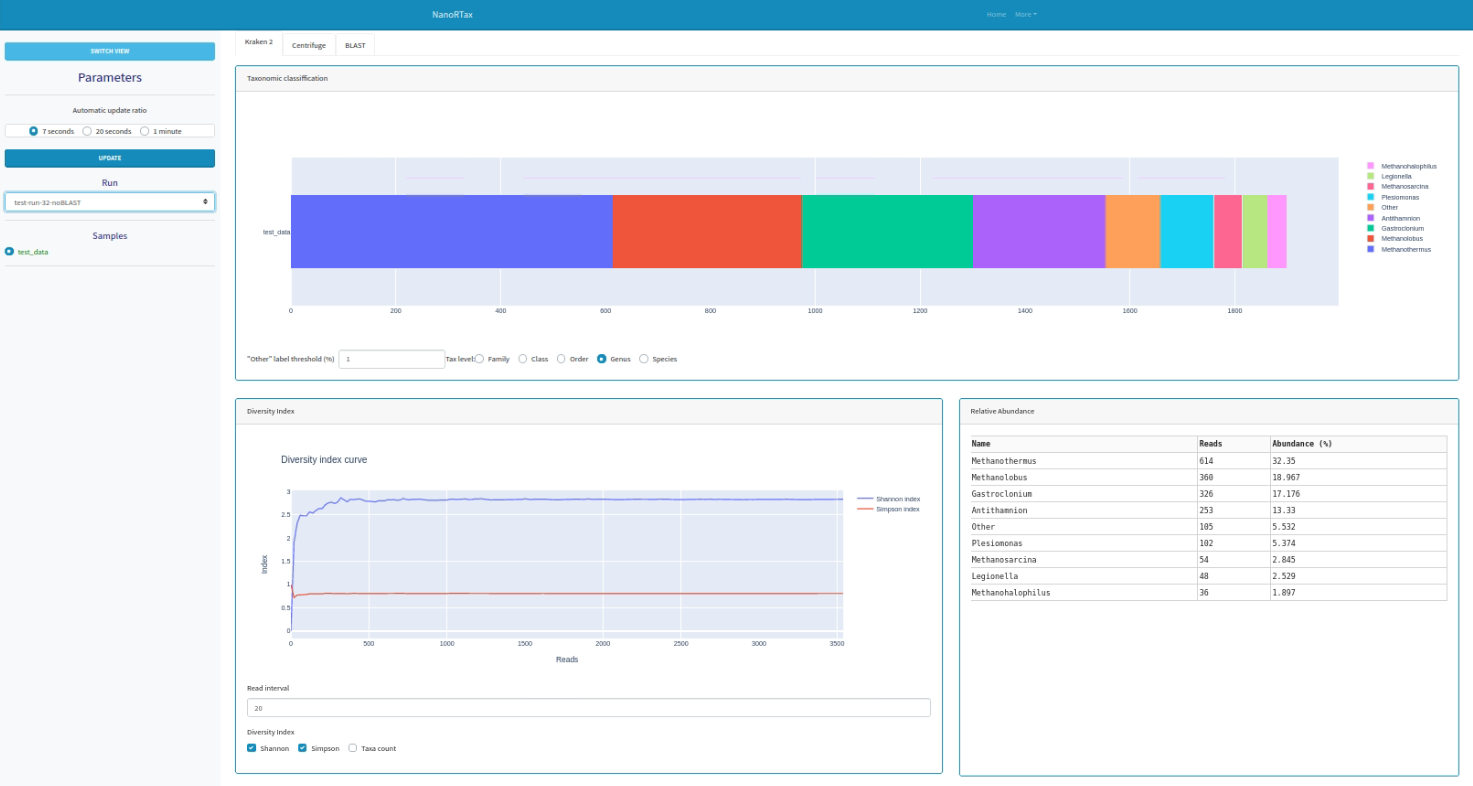 NanoRTax
Home More
SWITCH VIEW
Parameters
Automatic update ratio
7 seconds 20 seconds 1 minute
UPDATE
Run
test-run-32-noBLAST
Samples
test_data
Kraken 2 Centrifuge BLAST
Taxonomic classiffication
test_data
0 200 400 600 800 1000 1200 1400 1600 1800
Methanohalophilus
Legionella
Methanosarcina
Plesiomonas
Other
Antithamnion
Gastroclonium
Methanolobus
Methanothermus
"Other" label threshold (%) 1 Tax level: Family Class Order Genus Species
Diversity Index
Diversity index curve
3
2.5
2
1.5
1
0.5
0
Index
0 500 1000 1500 2000 2500 3000 3500
Reads
Shannon index
Simpson index
Read interval
20
Diversity Index
Shannon Simpson Taxa count
Relative Abundance
Name Reads Abundance (%)
Methanothermus 614 32.35
Methanolobus 360 18.967
Gastroclonium 326 17.176
Antithamnion 253 13.33
Other 105 5.532
Plesiomonas 102 5.374
Methanosarcina 54 2.845
Legionella 48 2.529
Methanohalophilus 36 1.897